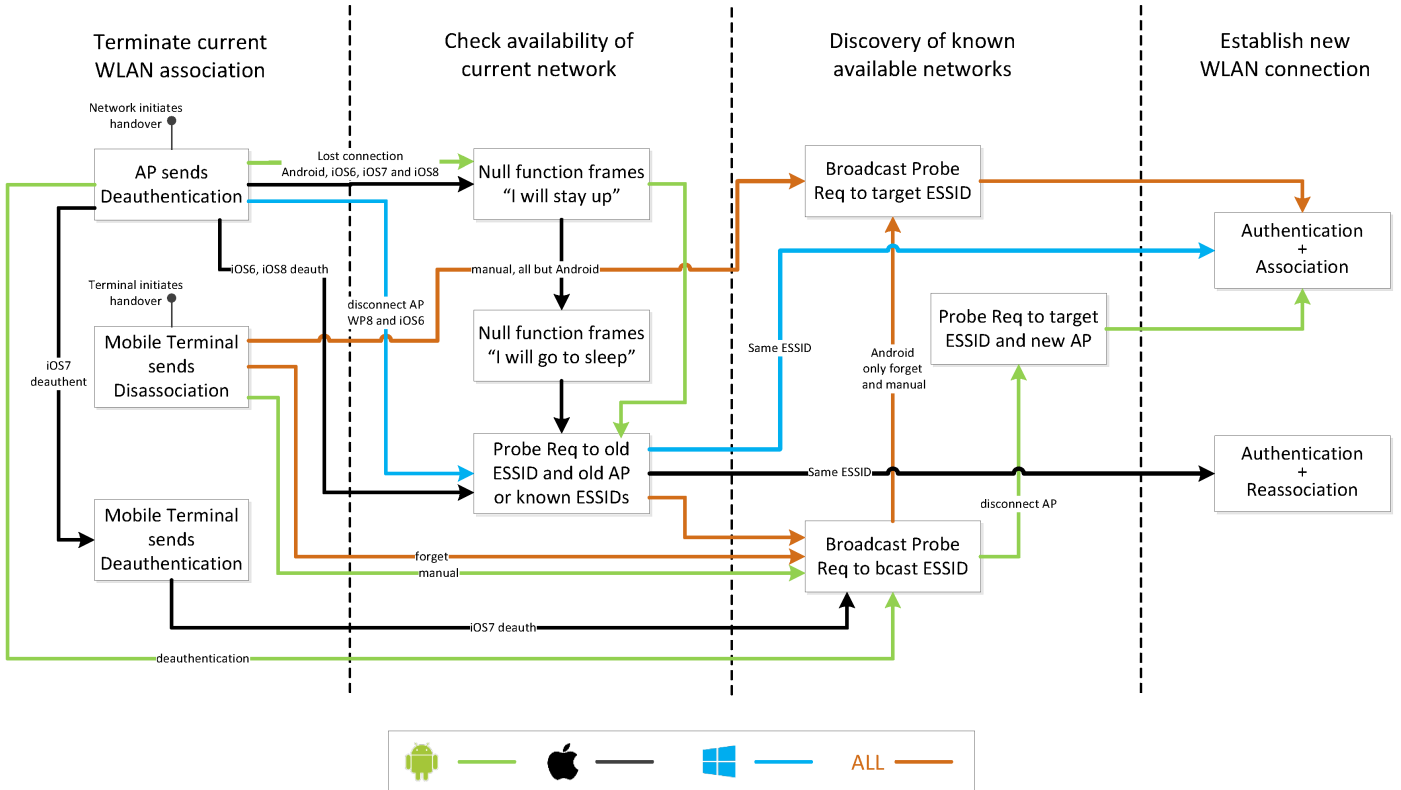 Terminate current
WLAN association
Check availability of
current network
Discovery of known
available networks
Establish new
WLAN connection
Network initiates
handover
AP sends
Deauthentication
Lost connection
Android, iOS6, iOS7 and iOS8
Null function frames
“I will stay up”
Broadcast Probe
Req to target ESSID
Authentication
+
Association
iOS6, iOS8 deauth
manual, all but Android
Terminal initiates
handover
disconnect AP
WP8 and iOS6
Mobile Terminal
sends
Disassociation
Null function frames
“I will go to sleep”
Same ESSID
Android
only forget
and manual
Probe Req to target
ESSID and new AP
iOS7
deauthent
Probe Req to old
ESSID and old AP
or known ESSIDs
Same ESSID
Authentication
+
Reassociation
disconnect AP
Mobile Terminal
sends
Deauthentication
Broadcast Probe
Req to bcast ESSID
forget
manual
iOS7 deauth
deauthentication
ALL